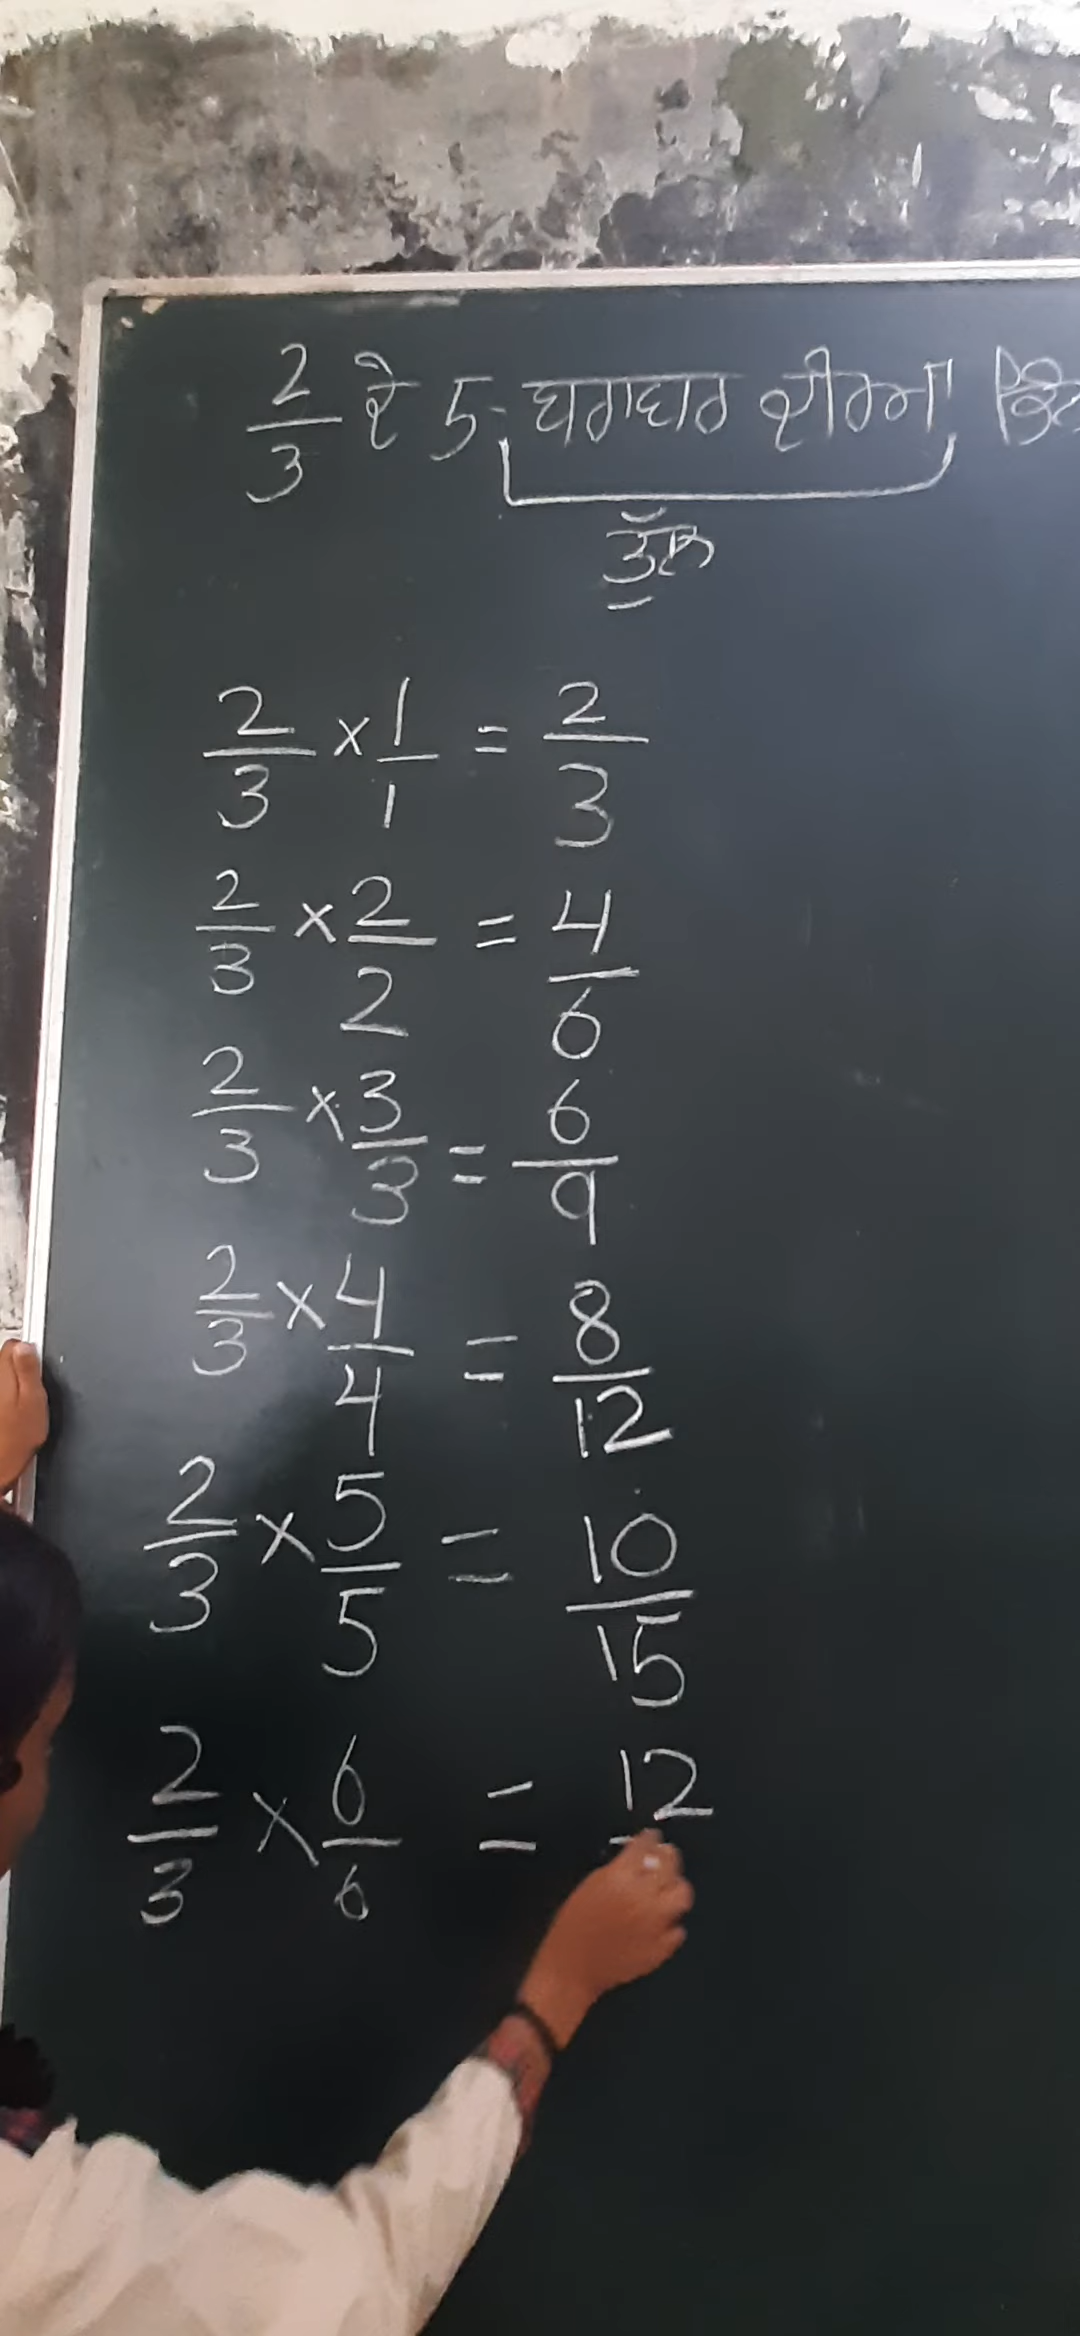 2/3 ਦੇ 5 ਬਰਾਬਰ ਦੀਆਂ
ਤੁੱਲ
2/3 × 1/1 = 2/3
2/3 × 2/2 = 4/6
2/3 × 3/3 = 6/9
2/3 × 4/4 = 8/12
2/3 × 5/5 = 10/15
2/3 × 6/6 = 12